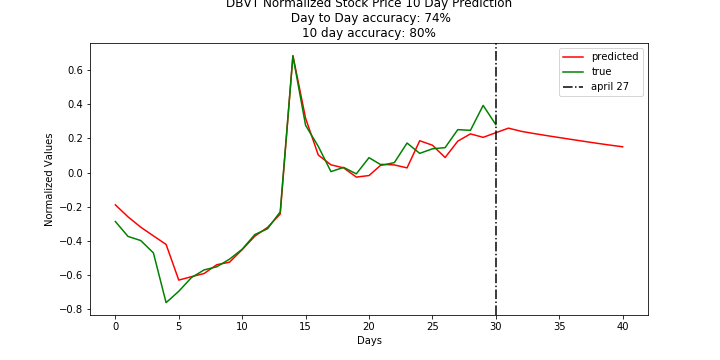 DBVT Normalized Stock Price 10 Day Prediction
Day to Day accuracy: 74%
10 day accuracy: 80%
predicted
true
april 27
Normalized Values
0.6
0.4
0.2
0.0
−0.2
−0.4
−0.6
−0.8
0 5 10 15 20 25 30 35 40
Days